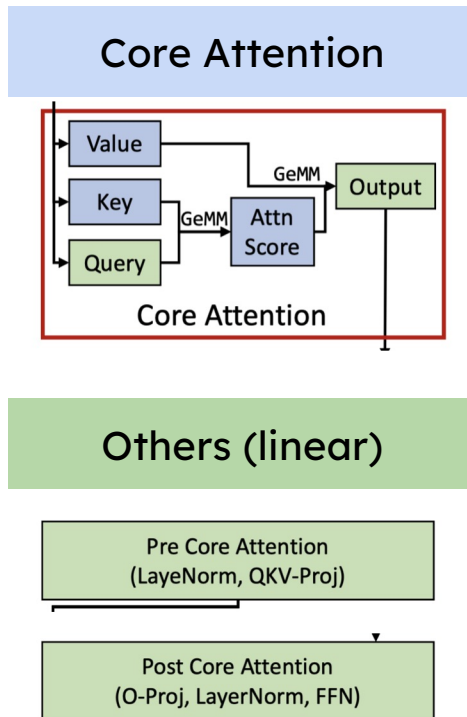 Core Attention
Value
GeMM
Output
Key
GeMM
Attn
Score
Query
Core Attention
Others (linear)
Pre Core Attention
(LayeNorm, QKV-Proj)
Post Core Attention
(O-Proj, LayerNorm, FFN)